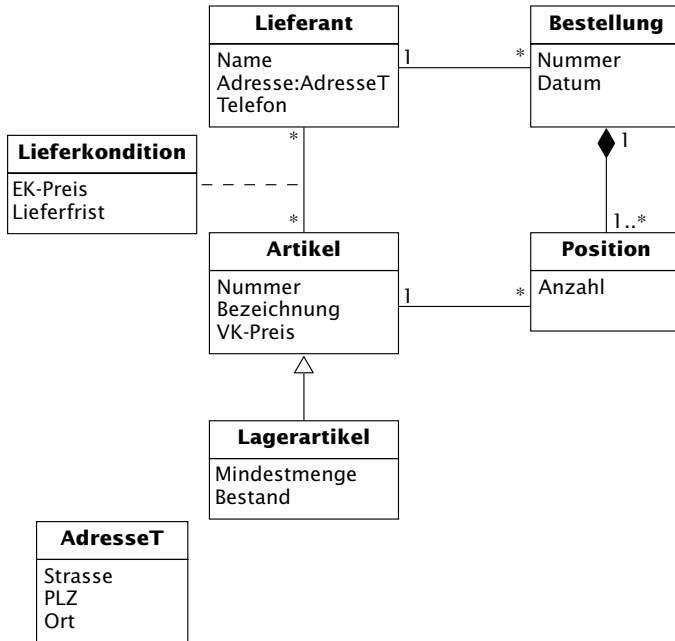 Lieferant
Name
Adresse:AdresseT
Telefon
1
*
Bestellung
Nummer
Datum
1
1..*
*
*
Lieferkondition
EK-Preis
Lieferfrist
Artikel
Nummer
Bezeichnung
VK-Preis
1
*
Position
Anzahl
Lagerartikel
Mindestmenge
Bestand
AdresseT
Strasse
PLZ
Ort